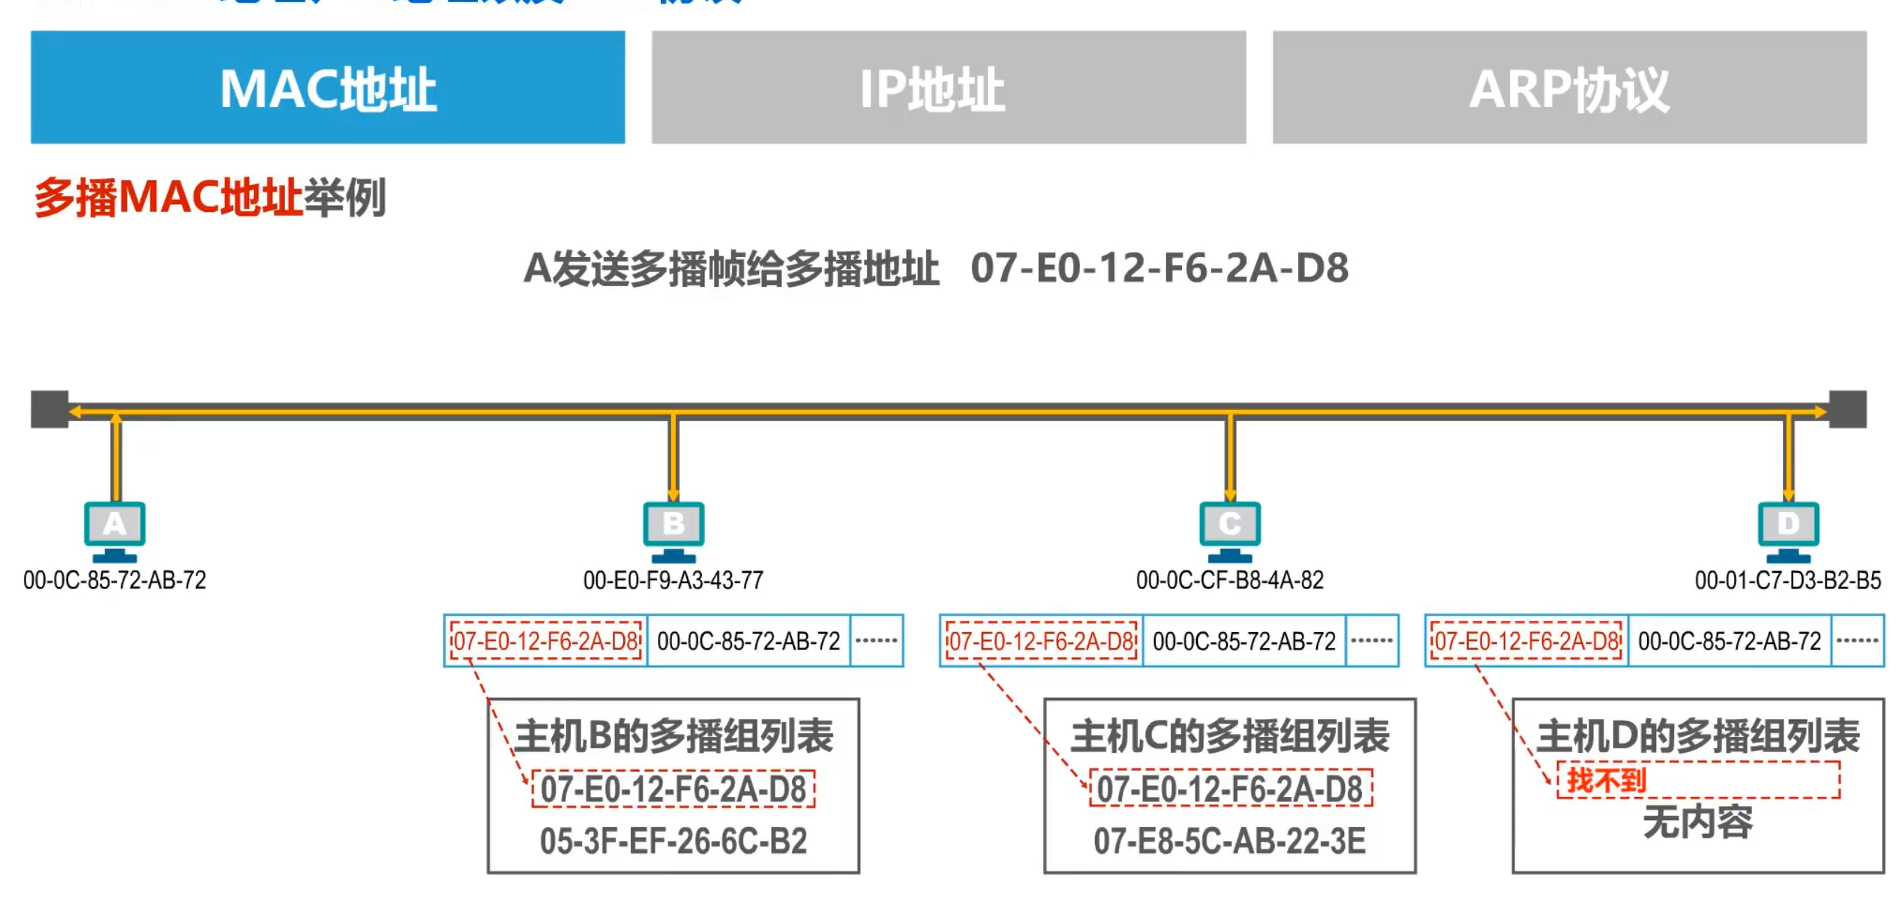 MAC地址
IP地址
ARP协议
多播MAC地址举例
A发送多播帧给多播地址 07-E0-12-F6-2A-D8
A
B
C
D
00-0C-85-72-AB-72
00-E0-F9-A3-43-77
00-0C-CF-B8-4A-82
00-01-C7-D3-B2-B5
07-E0-12-F6-2A-D8 00-0C-85-72-AB-72 ······
07-E0-12-F6-2A-D8 00-0C-85-72-AB-72 ······
07-E0-12-F6-2A-D8 00-0C-85-72-AB-72 ······
主机B的多播组列表
07-E0-12-F6-2A-D8
05-3F-EF-26-6C-B2
主机C的多播组列表
07-E0-12-F6-2A-D8
07-E8-5C-AB-22-3E
主机D的多播组列表
找不到
无内容